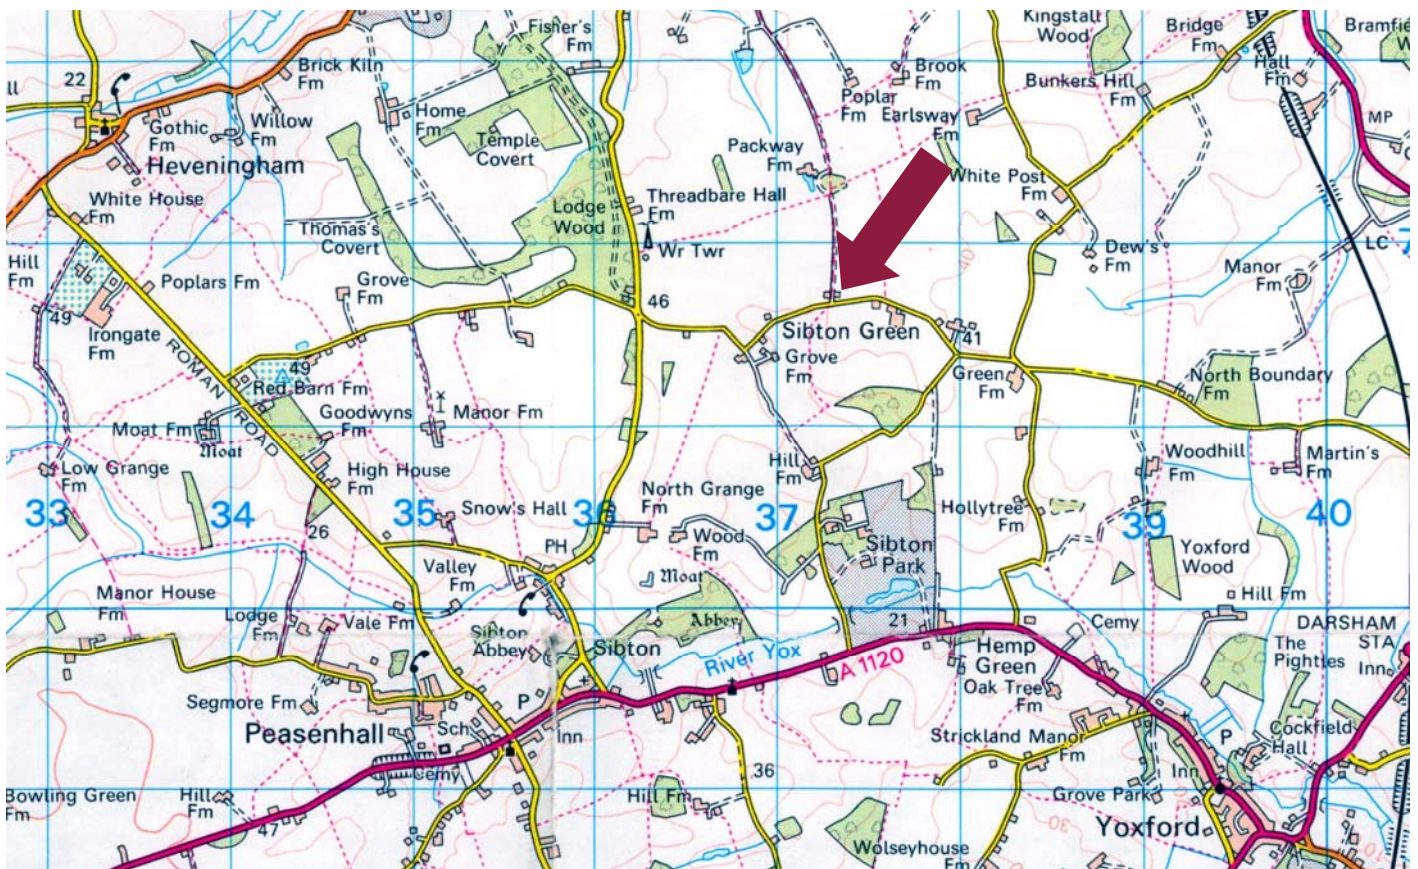 Fisher's
Fm
Kingstall
Wood
Bridge
Fm
22
Brick Kiln
Fm
Home
Fm
Brook
Fm
Bunkers Hill
Hall
Fm
Gothic
Fm
Willow
Fm
Temple
Covert
Poplar
Fm
Earlsway
Fm
MP
Heveningham
Packway
Fm
White Post
Fm
White House
Fm
Threadbare Hall
Fm
Lodge
Wood
Thomas's
Covert
Wr Twr
40
Dew's
Fm
LC
Hill
Fm
Poplars Fm
Grove
Fm
Manor
Fm
49
Irongate
Fm
46
Sibton Green
41
ROMAN ROAD
49
Red Barn Fm
Grove
Fm
Green
Fm
North Boundary
Fm
Goodwyns
Fm
Manor Fm
Moat Fm
Moat
Low Grange
Fm
High House
Fm
Hill
Fm
Woodhill
Fm
Martin's
Fm
33
34
35
36
37
39
40
Snow's Hall
North Grange
Fm
Hollytree
Fm
26
PH
Wood
Fm
Sibton
Park
Yoxford
Wood
Valley
Fm
Moat
Manor House
Fm
Hill Fm
Lodge
Fm
Vale Fm
Sibton
Abbey
Abbey
21
Cemy
DARSHAM
STA
Sibton
River Yox
A 1120
Hemp
Green
The
Pightles
Inn
Segmore Fm
P
Oak Tree
Fm
Peasenhall
Sch
Inn
Strickland Manor
Fm
P
Cockfield
Hall
Cemy
36
Inn
Bowling Green
Fm
Hill
Fm
47
Hill Fm
Grove Park
Yoxford
Wolseyhouse
Fm
30